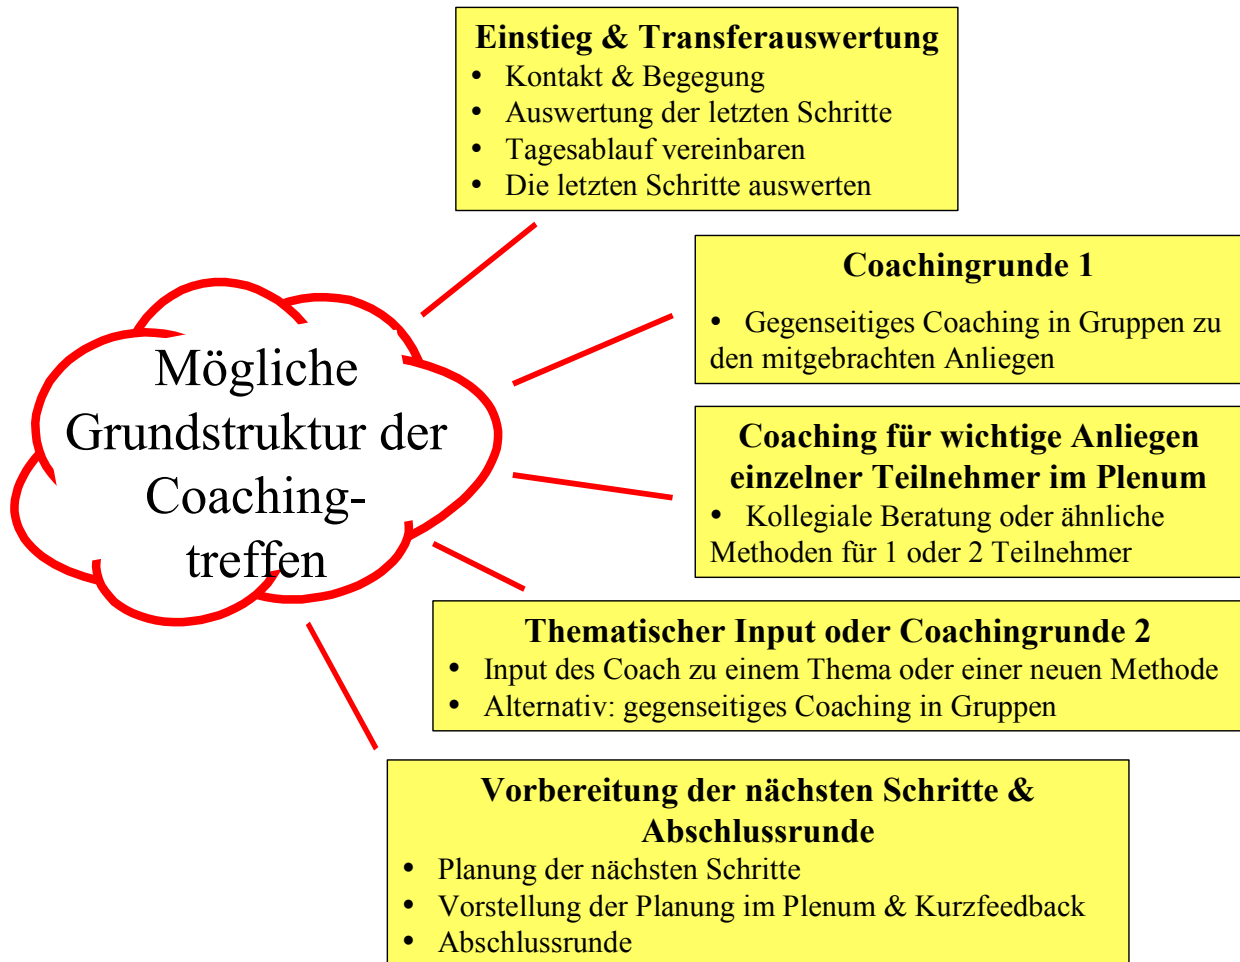 Einstieg & Transferauswertung
• Kontakt & Begegung
• Auswertung der letzten Schritte
• Tagesablauf vereinbaren
• Die letzten Schritte auswerten
Coachingrunde 1
• Gegenseitiges Coaching in Gruppen zu
den mitgebrachten Anliegen
Mögliche
Grundstruktur der
Coaching-
treffen
Coaching für wichtige Anliegen
einzelner Teilnehmer im Plenum
• Kollegiale Beratung oder ähnliche
Methoden für 1 oder 2 Teilnehmer
Thematischer Input oder Coachingrunde 2
• Input des Coach zu einem Thema oder einer neuen Methode
• Alternativ: gegenseitiges Coaching in Gruppen
Vorbereitung der nächsten Schritte &
Abschlussrunde
• Planung der nächsten Schritte
• Vorstellung der Planung im Plenum & Kurzfeedback
• Abschlussrunde